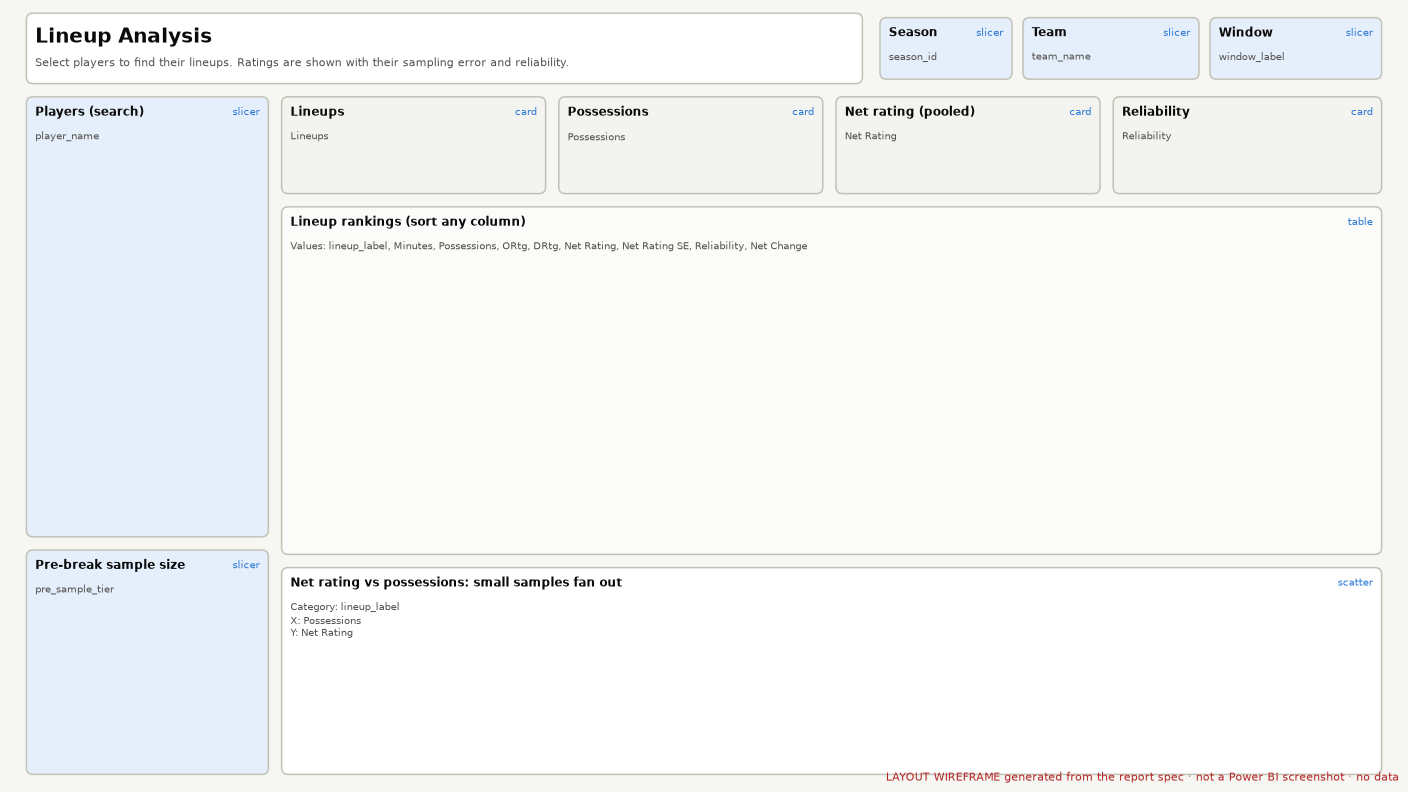 Lineup Analysis
Select players to find their lineups. Ratings are shown with their sampling error and reliability.
Season slicer
season_id
Team slicer
team_name
Window slicer
window_label
Players (search) slicer
player_name
Lineups card
Lineups
Possessions card
Possessions
Net rating (pooled) card
Net Rating
Reliability card
Reliability
Lineup rankings (sort any column) table
Values: lineup_label, Minutes, Possessions, ORtg, DRtg, Net Rating, Net Rating SE, Reliability, Net Change
Pre-break sample size slicer
pre_sample_tier
Net rating vs possessions: small samples fan out scatter
Category: lineup_label
X: Possessions
Y: Net Rating
LAYOUT WIREFRAME generated from the report spec · not a Power BI screenshot · no data